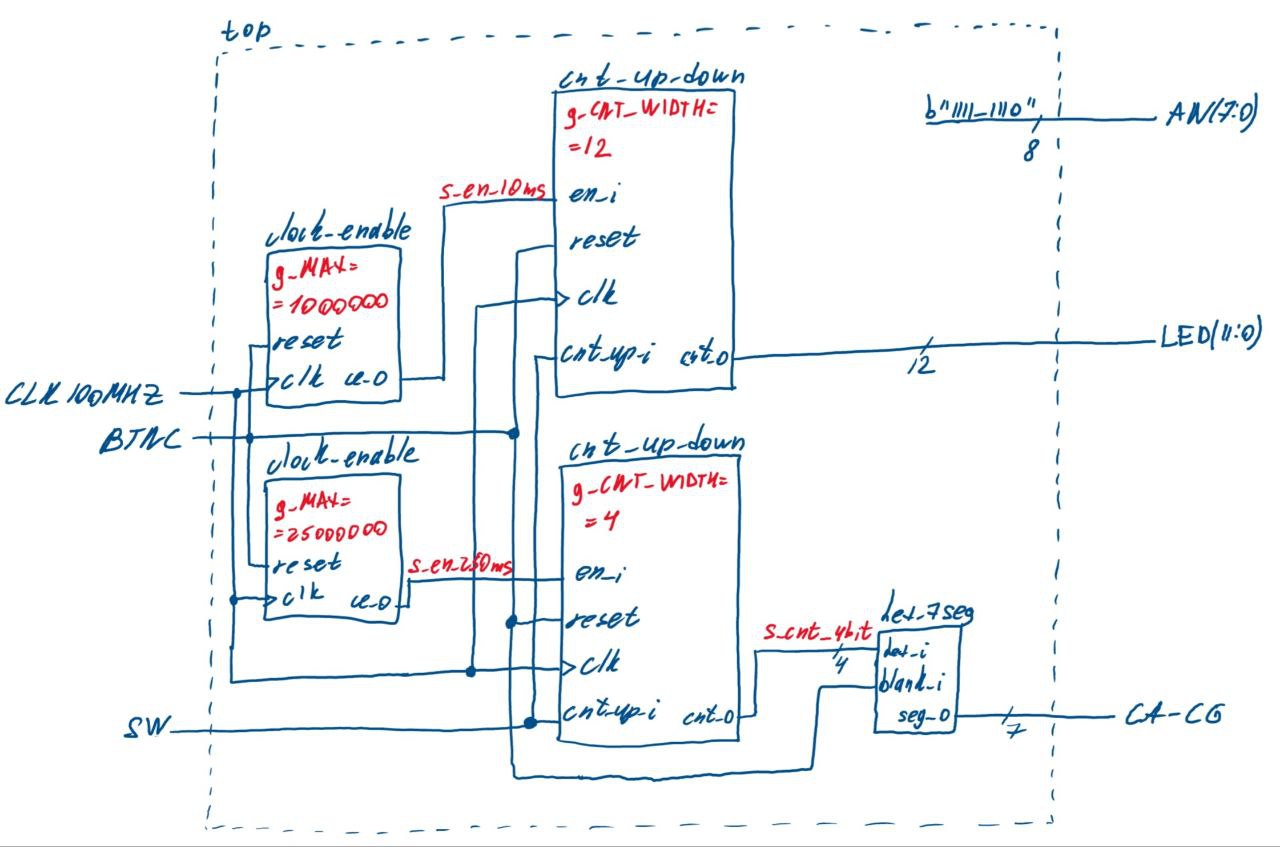 top
cnt_up_down
g_CNT_WIDTH=
=12
en_i
reset
clk
cnt_up_i cnt_o
b"1111_1110"
8
AN(7:0)
s_en_10ms
clock_enable
g_MAX=
=1000000
reset
clk ce_o
12
LED(11:0)
CLK100MHZ
BTNC
clock_enable
g_MAX=
=25000000
reset
clk ce_o
s_en_250ms
cnt_up_down
g_CNT_WIDTH=
=4
en_i
reset
clk
cnt_up_i cnt_o
SW
s_cnt_4bit
4
hex_7seg
hex_i
blank_i
seg_o
7
CA-CG